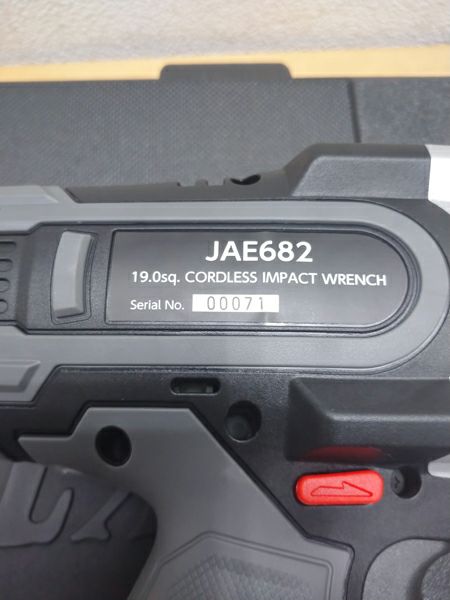 JAE682
19.0sq. CORDLESS IMPACT WRENCH
Serial No. 00071